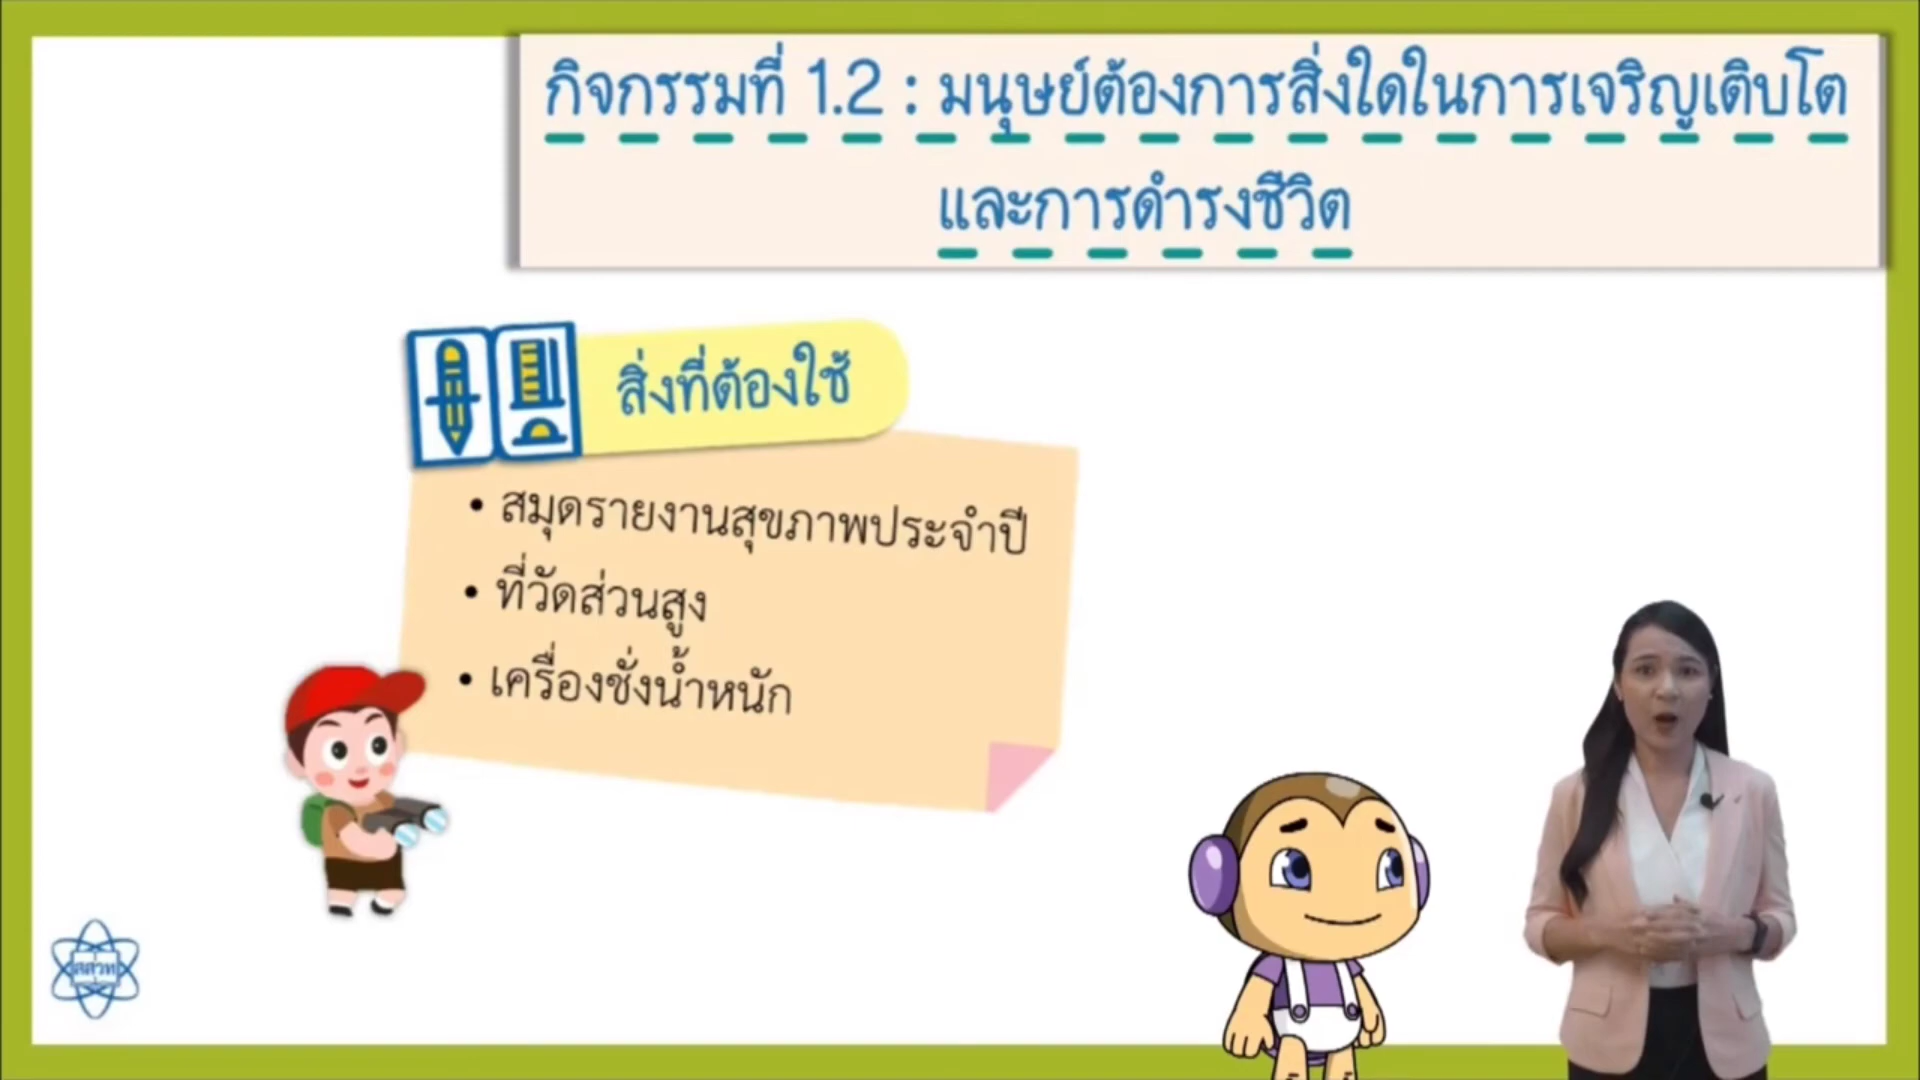 กิจกรรมที่ 1.2 : มนุษย์ต้องการสิ่งใดในการเจริญเติบโต
และการดำรงชีวิต
สิ่งที่ต้องใช้
• สมุดรายงานสุขภาพประจำปี
• ที่วัดส่วนสูง
• เครื่องชั่งน้ำหนัก
สสวท